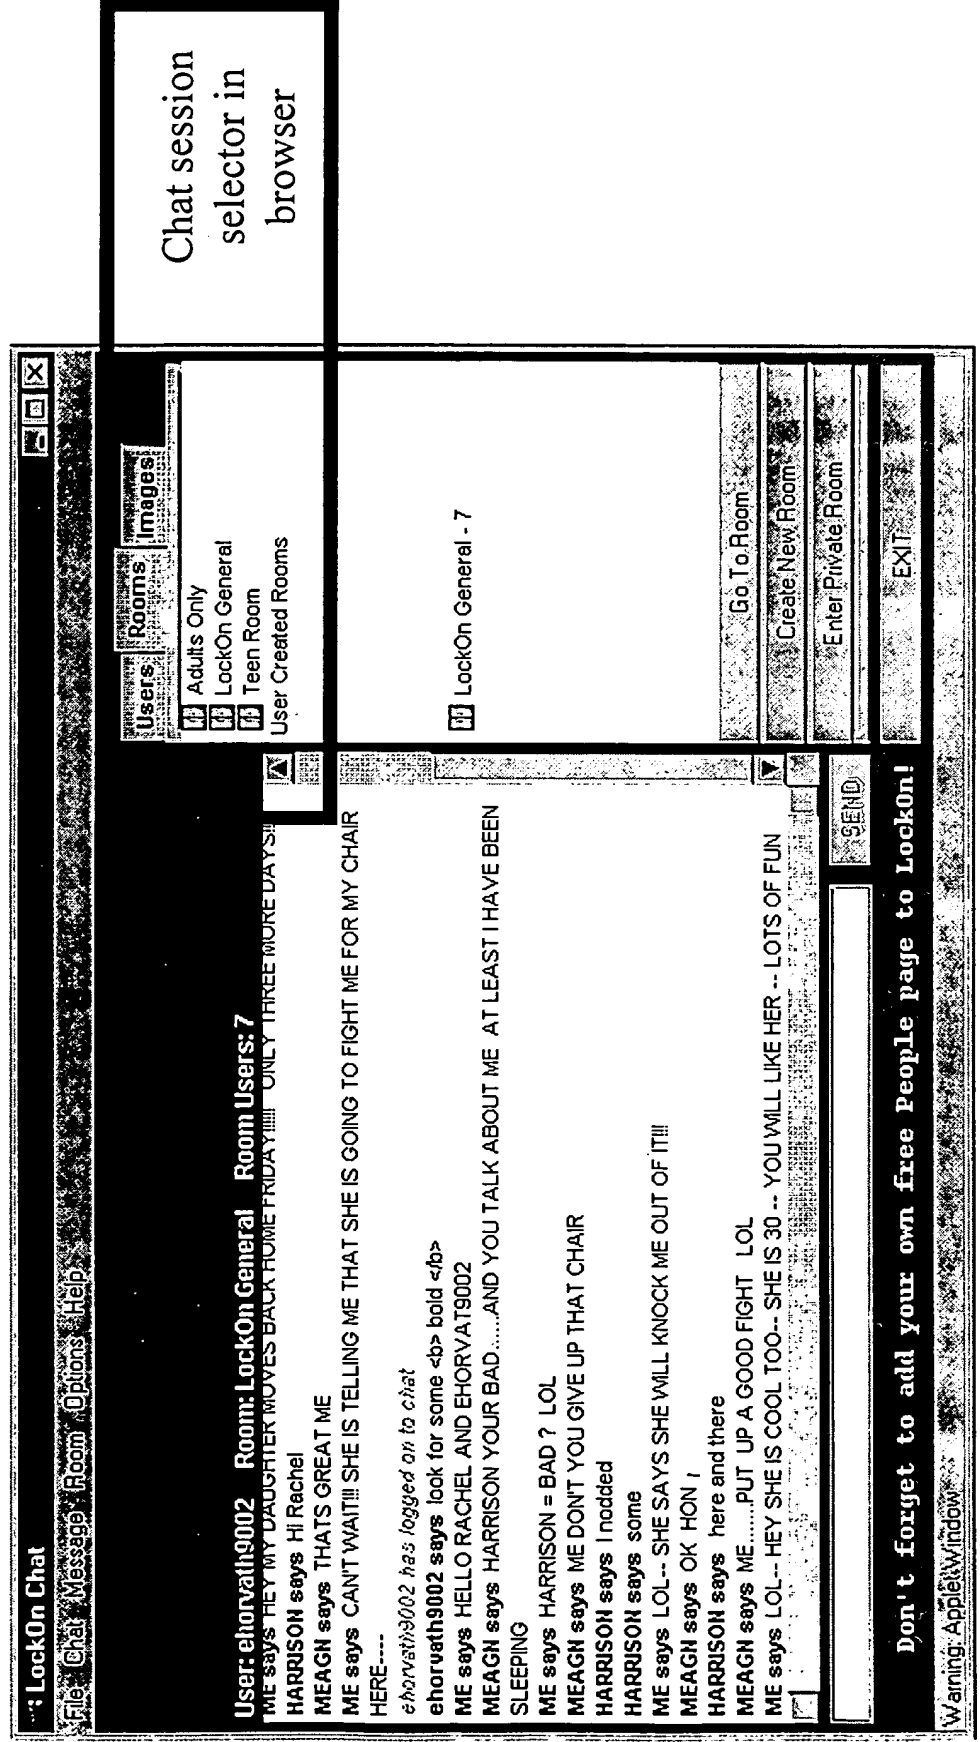 LockOn Chat
File Chat Message Room Options Help
User: ehorvath9002 Room: LockOn General Room Users: 7
ME says HEY MY DAUGHTER MOVES BACK HOME FRIDAY!!!!! ONLY THREE MORE DAYS!!
HARRISON says Hi Rachel
MEAGN says THATS GREAT ME
ME says CAN'T WAIT!!! SHE IS TELLING ME THAT SHE IS GOING TO FIGHT ME FOR MY CHAIR
HERE----
ehorvath9002 has logged on to chat
ehorvath9002 says look for some <b> bold </b>
ME says HELLO RACHEL AND EHORVAT9002
MEAGN says HARRISON YOUR BAD......AND YOU TALK ABOUT ME AT LEAST I HAVE BEEN
SLEEPING
ME says HARRISON = BAD ? LOL
MEAGN says ME DON'T YOU GIVE UP THAT CHAIR
HARRISON says I nodded
HARRISON says some
ME says LOL-- SHE SAYS SHE WILL KNOCK ME OUT OF IT!!!
MEAGN says OK HON
HARRISON says here and there
MEAGN says ME........PUT UP A GOOD FIGHT LOL
ME says LOL-- HEY SHE IS COOL TOO-- SHE IS 30 -- YOU WILL LIKE HER -- LOTS OF FUN
SEND
Users Rooms Images
Adults Only
LockOn General
Teen Room
User Created Rooms
LockOn General - 7
Go To Room
Create New Room
Enter Private Room
EXIT
Don't forget to add your own free People page to LockOn!
Warning: Applet Window
Chat session
selector in
browser